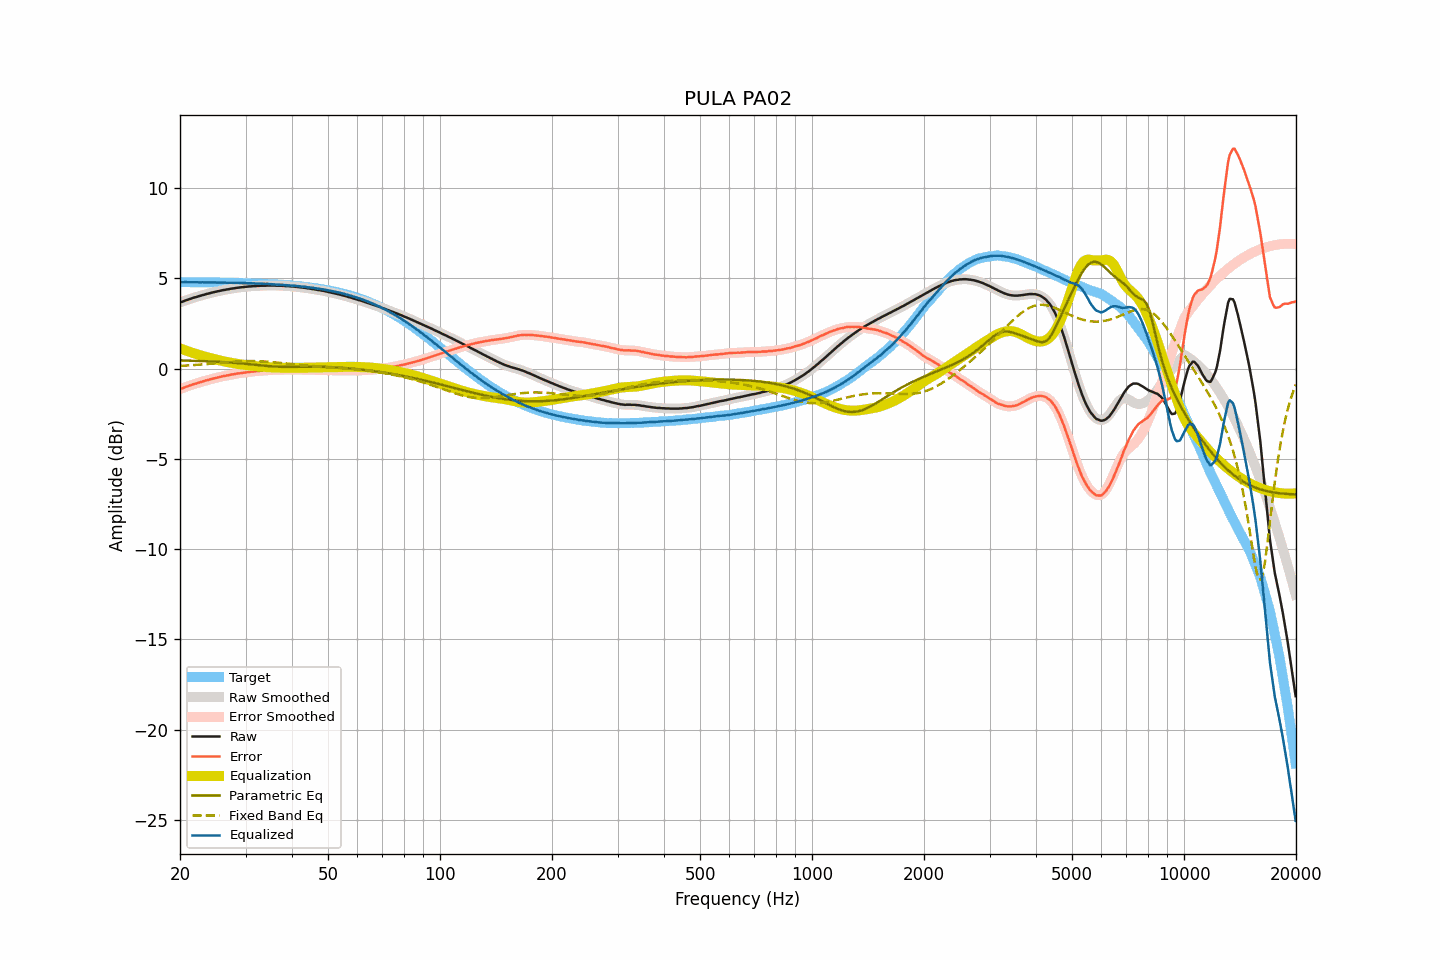 PULA PA02
Amplitude (dBr)
10
5
0
−5
−10
−15
−20
−25
Target
Raw Smoothed
Error Smoothed
Raw
Error
Equalization
Parametric Eq
Fixed Band Eq
Equalized
20 50 100 200 500 1000 2000 5000 10000 20000
Frequency (Hz)